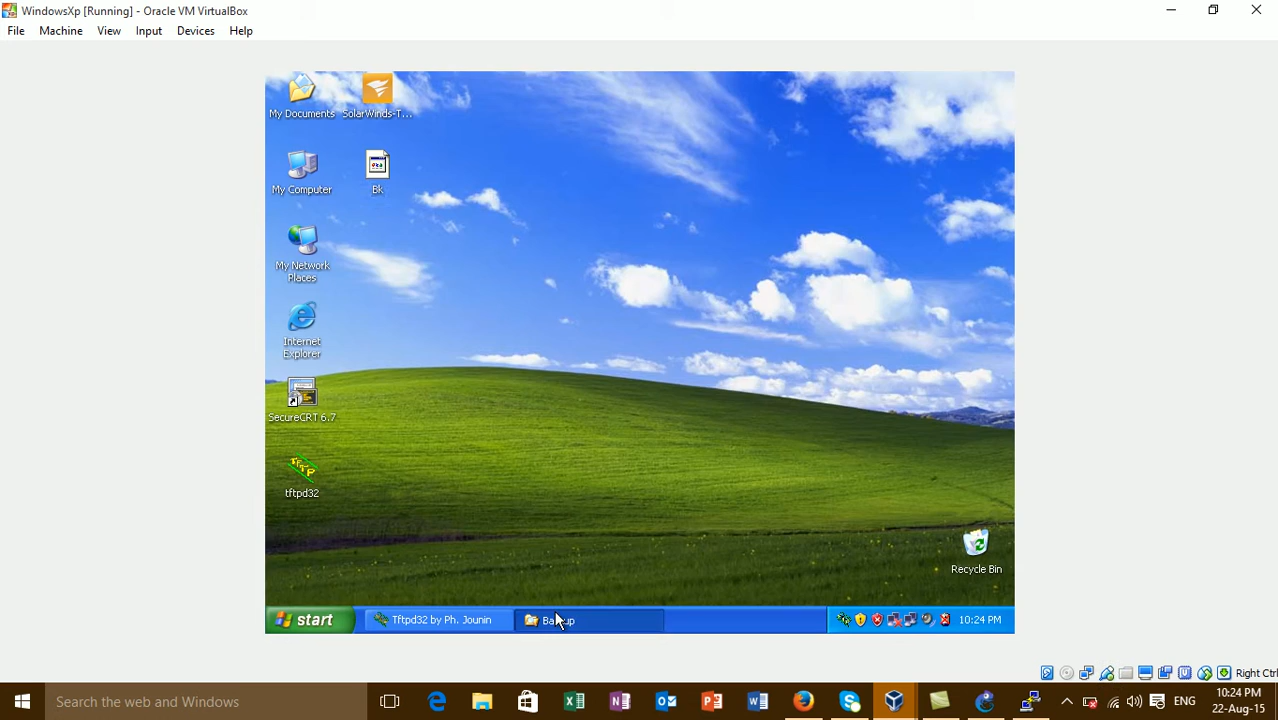 WindowsXp [Running] - Oracle VM VirtualBox
File Machine View Input Devices Help
My Documents
SolarWinds-T...
My Computer
Bk
My Network
Places
Internet
Explorer
SecureCRT 6.7
TFTP
tftpd32
Recycle Bin
start
Tftpd32 by Ph. Jounin
10:24 PM
Right Ctrl
Search the web and Windows
ENG
10:24 PM
22-Aug-15